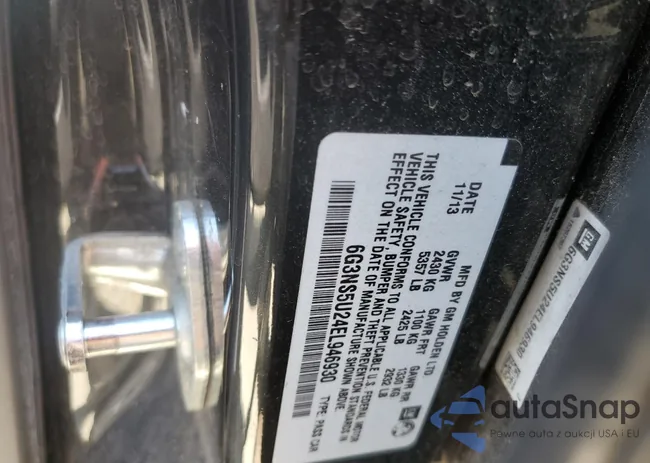 MFD BY GM HOLDEN LTD
DATE GVWR GAWR FRT GAWR RR
11/13 2430 KG 1100 KG 1330 KG
5357 LB 2425 LB 2932 LB
THIS VEHICLE CONFORMS TO ALL APPLICABLE U.S. FEDERAL MOTOR
VEHICLE SAFETY, BUMPER AND THEFT PREVENTION STANDARDS IN
EFFECT ON THE DATE OF MANUFACTURE SHOWN ABOVE.
6G3NS5U24EL946930 TYPE: PASS CAR
GM
6G3NS5U24EL946930
autaSnap
Pewne auta z aukcji USA i EU